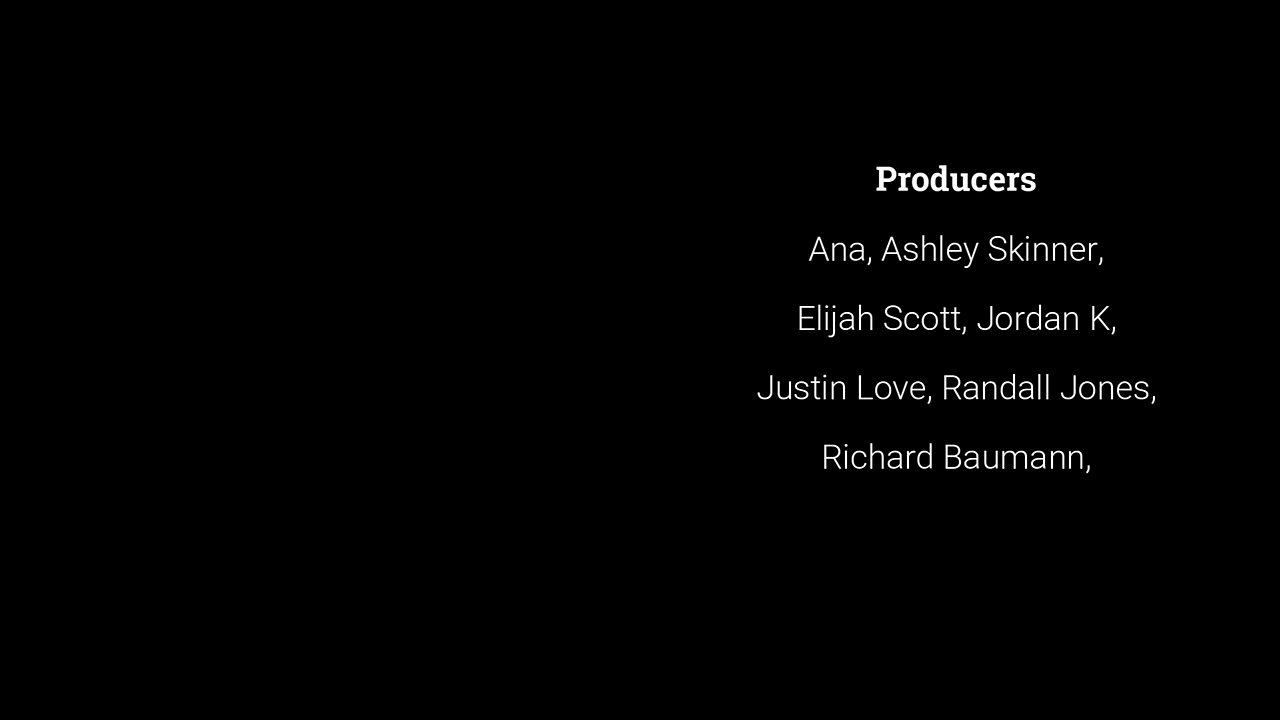 Producers
Ana, Ashley Skinner,
Elijah Scott, Jordan K,
Justin Love, Randall Jones,
Richard Baumann,